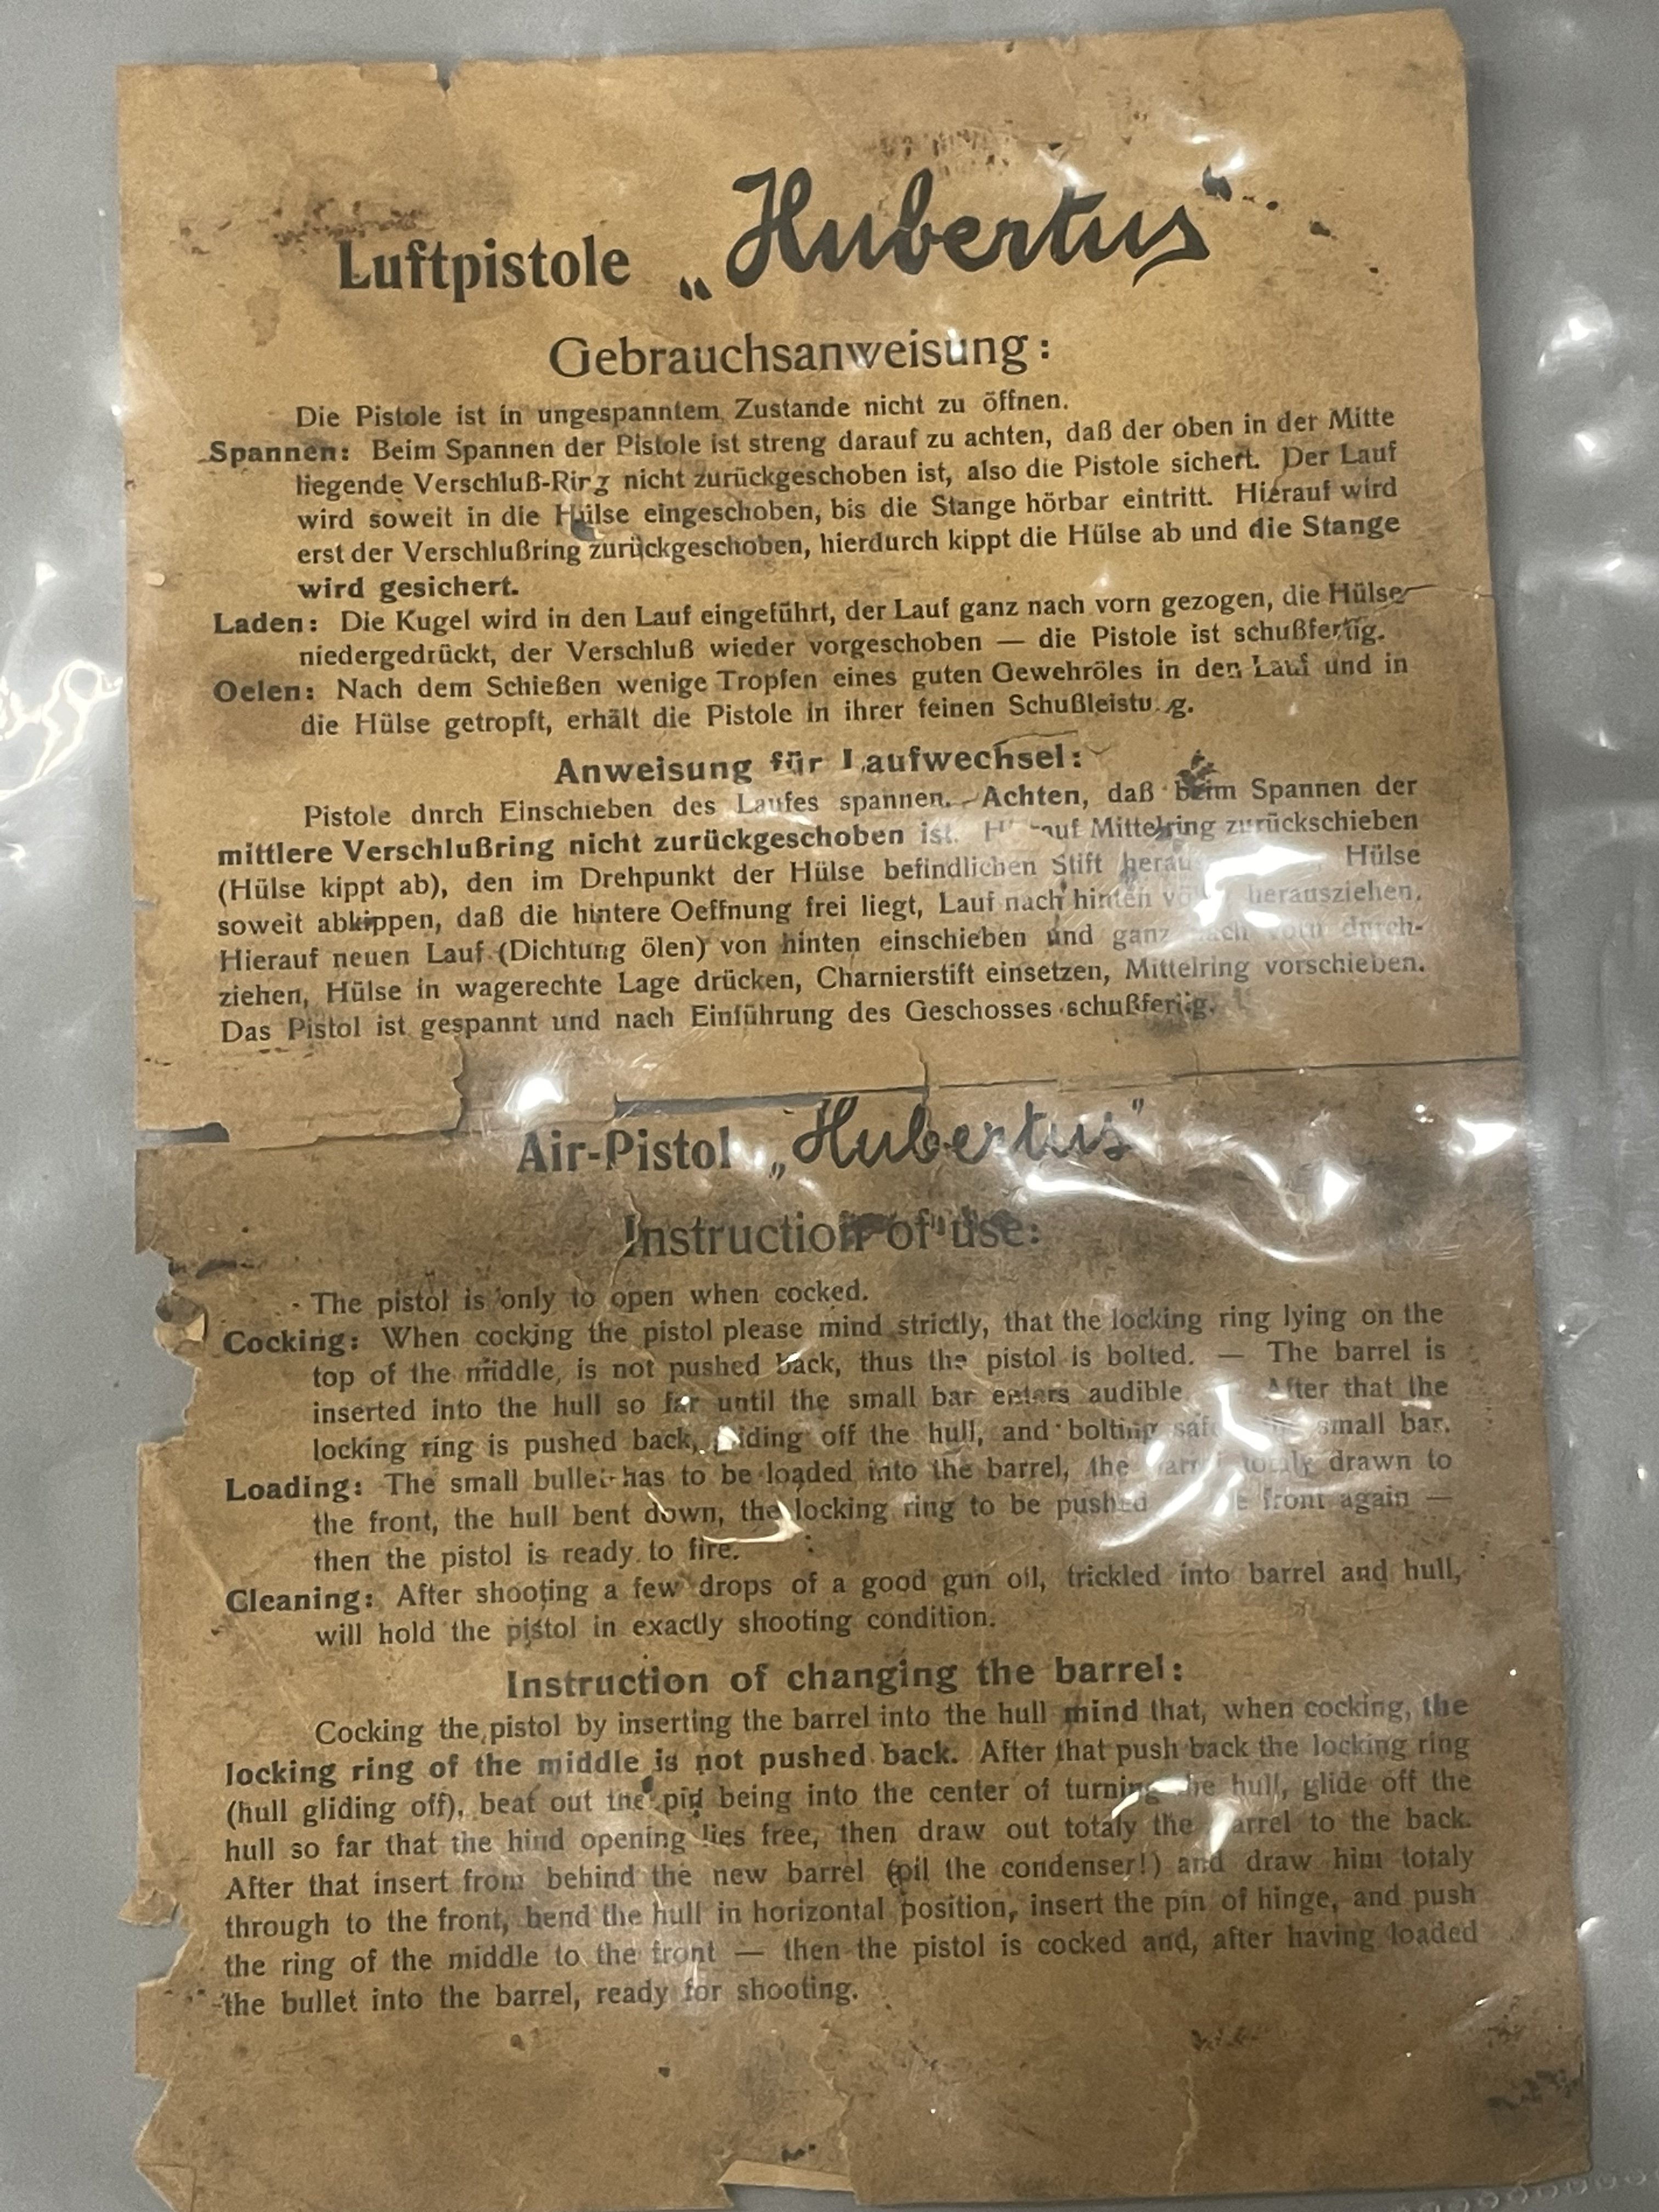 Luftpistole „Hubertus“
Gebrauchsanweisung:
Die Pistole ist in ungespanntem Zustande nicht zu öffnen.
Spannen: Beim Spannen der Pistole ist streng darauf zu achten, daß der oben in der Mitte
liegende Verschluß-Ring nicht zurückgeschoben ist, also die Pistole sichert. Der Lauf
wird soweit in die Hülse eingeschoben, bis die Stange hörbar eintritt. Hierauf wird
erst der Verschlußring zurückgeschoben, hierdurch kippt die Hülse ab und die Stange
wird gesichert.
Laden: Die Kugel wird in den Lauf eingeführt, der Lauf ganz nach vorn gezogen, die Hülse
niedergedrückt, der Verschluß wieder vorgeschoben — die Pistole ist schußfertig.
Oelen: Nach dem Schießen wenige Tropfen eines guten Gewehröles in den Lauf und in
die Hülse getropft, erhält die Pistole in ihrer feinen Schußleistung.
Anweisung für Laufwechsel:
Pistole dnrch Einschieben des Laufes spannen. Achten, daß beim Spannen der
mittlere Verschlußring nicht zurückgeschoben ist. Hierauf Mittelring zurückschieben
(Hülse kippt ab), den im Drehpunkt der Hülse befindlichen Stift Hülse
soweit abkippen, daß die hintere Oeffnung frei liegt, Lauf nach hinten herausziehen.
Hierauf neuen Lauf (Dichtung ölen) von hinten einschieben und ganz nach vorn durch-
ziehen, Hülse in wagerechte Lage drücken, Charnierstift einsetzen, Mittelring vorschieben.
Das Pistol ist gespannt und nach Einführung des Geschosses schußfertig.
Air-Pistol „Hubertus"
Instruction of use:
The pistol is only to open when cocked.
Cocking: When cocking the pistol please mind strictly, that the locking ring lying on the
top of the middle, is not pushed back, thus the pistol is bolted. — The barrel is
inserted into the hull so far until the small bar enters audible. — After that the
locking ring is pushed back, gliding off the hull, and bolting small bar.
Loading: The small bullet has to be loaded into the barrel, the barrel totaly drawn to
the front, the hull bent down, the locking ring to be pushed front again —
then the pistol is ready to fire.
Cleaning: After shooting a few drops of a good gun oil, trickled into barrel and hull,
will hold the pistol in exactly shooting condition.
Instruction of changing the barrel:
Cocking the pistol by inserting the barrel into the hull mind that, when cocking, the
locking ring of the middle is not pushed back. After that push back the locking ring
(hull gliding off), beat out the pin being into the center of turning the hull, glide off the
hull so far that the hind opening lies free, then draw out totaly the barrel to the back.
After that insert from behind the new barrel (oil the condenser!) and draw him totaly
through to the front, bend the hull in horizontal position, insert the pin of hinge, and push
the ring of the middle to the front — then the pistol is cocked and, after having loaded
the bullet into the barrel, ready for shooting.